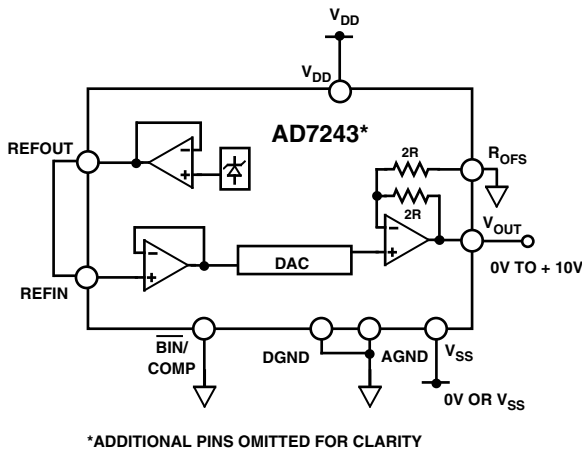 VDD
VDD
AD7243*
REFOUT
2R
ROFS
2R
VOUT
DAC
0V TO + 10V
REFIN
BIN/
COMP
DGND
AGND
VSS
0V OR VSS
*ADDITIONAL PINS OMITTED FOR CLARITY